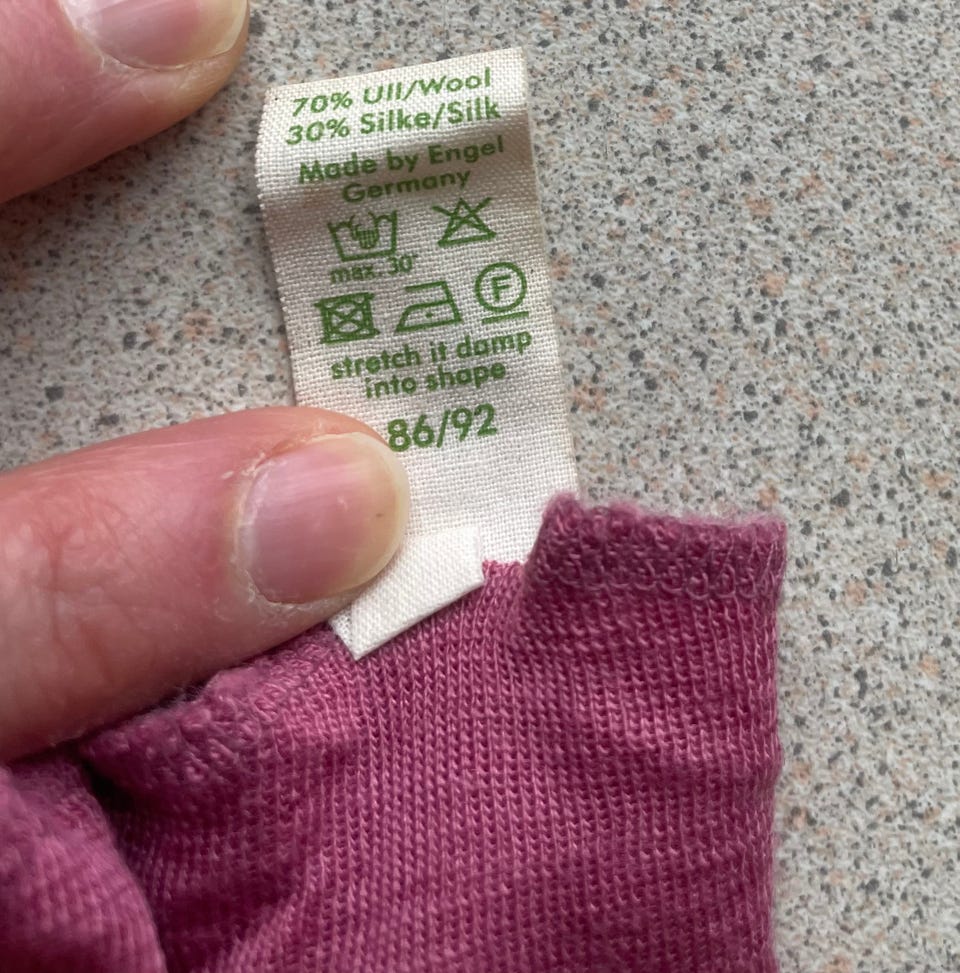 70% Ull/Wool
30% Silke/Silk
Made by Engel
Germany
max. 30°
F
stretch it damp
into shape
86/92